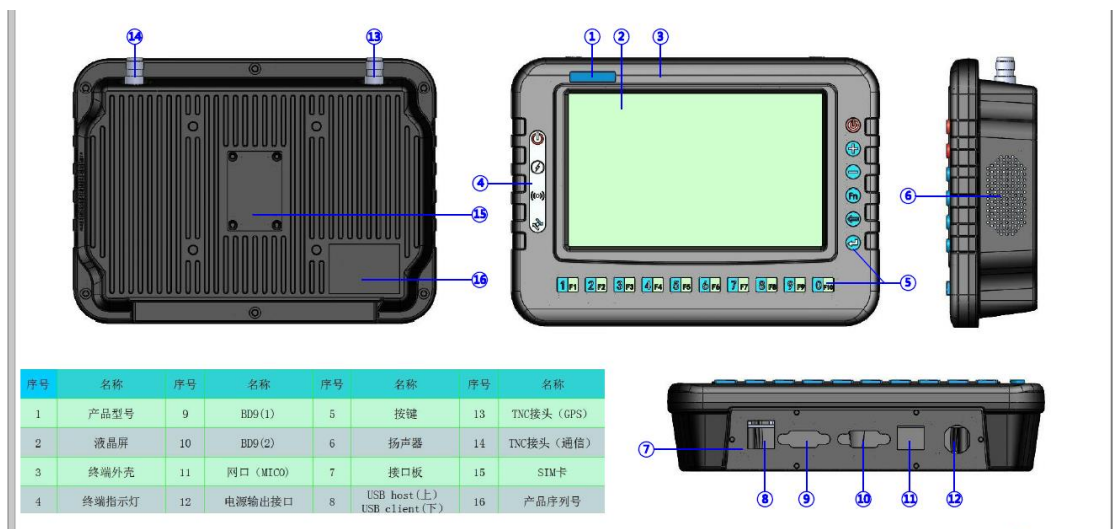 14
13
1
2
3
4
15
16
6
5
Fn
1 F1 2 F2 3 F3 4 F4 5 F5 6 F6 7 F7 8 F8 9 F9 0 F10
序号 名称 序号 名称 序号 名称 序号 名称
1 产品型号 9 BD9(1) 5 按键 13 TNC接头（GPS）
2 液晶屏 10 BD9(2) 6 扬声器 14 TNC接头（通信）
3 终端外壳 11 网口（MICO） 7 接口板 15 SIM卡
4 终端指示灯 12 电源输出接口 8 USB host(上)
USB client(下) 16 产品序列号
7
8
9
10
11
12